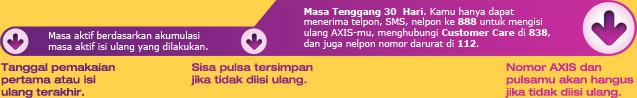 Masa aktif berdasarkan akumulasi
masa aktif isi ulang yang dilakukan.
Masa Tenggang 30 Hari. Kamu hanya dapat
menerima telpon, SMS, nelpon ke 888 untuk mengisi
ulang AXIS-mu, menghubungi Customer Care di 838,
dan juga nelpon nomor darurat di 112.
Tanggal pemakaian
pertama atau isi
ulang terakhir.
Sisa pulsa tersimpan
jika tidak diisi ulang.
Nomor AXIS dan
pulsamu akan hangus
jika tidak diisi ulang.